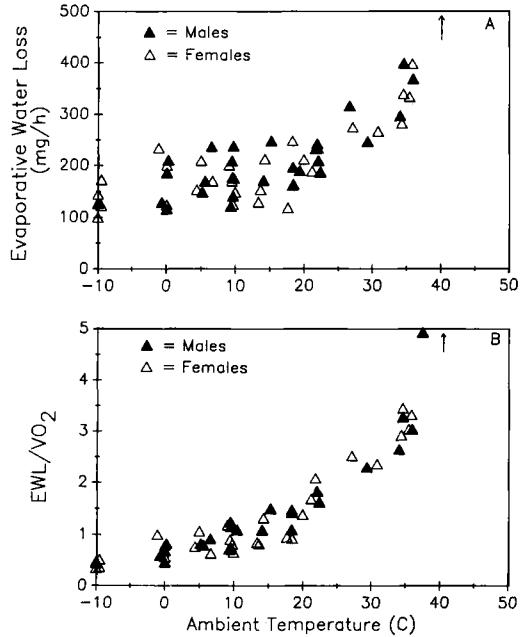 500
400
300
200
100
0
Evaporative Water Loss
(mg/h)
▲ = Males
△ = Females
A
-10 0 10 20 30 40 50
5
4
3
2
1
0
EWL/VO2
▲ = Males
△ = Females
B
-10 0 10 20 30 40 50
Ambient Temperature (C)